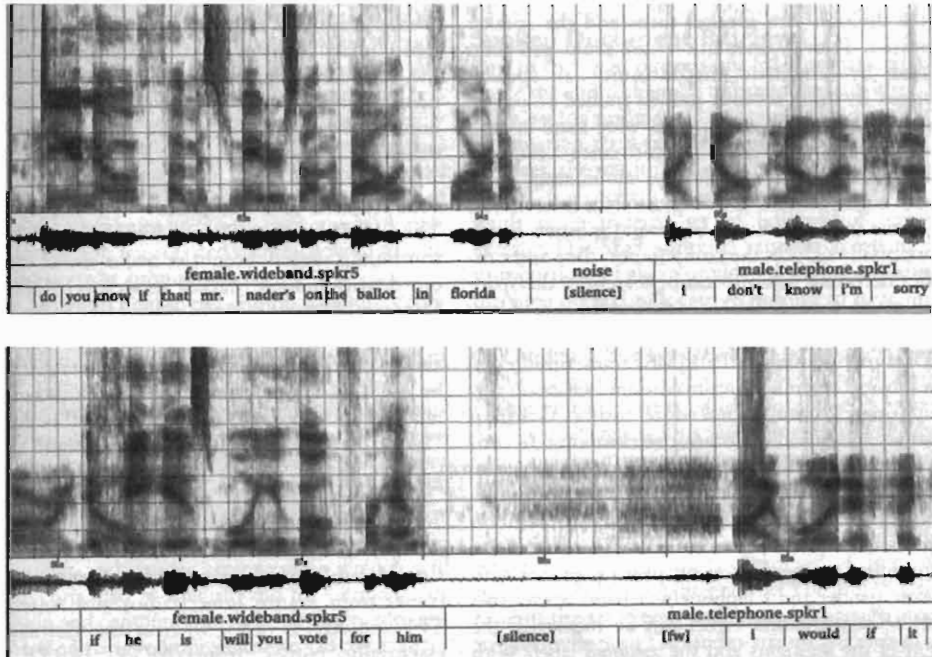 female.wideband.spkr5 noise male.telephone.spkr1
do you know if that mr. nader's on the ballot in florida [silence] i don't know i'm sorry
female.wideband.spkr5 male.telephone.spkr1
if he is will you vote for him [silence] [fw] i would if it